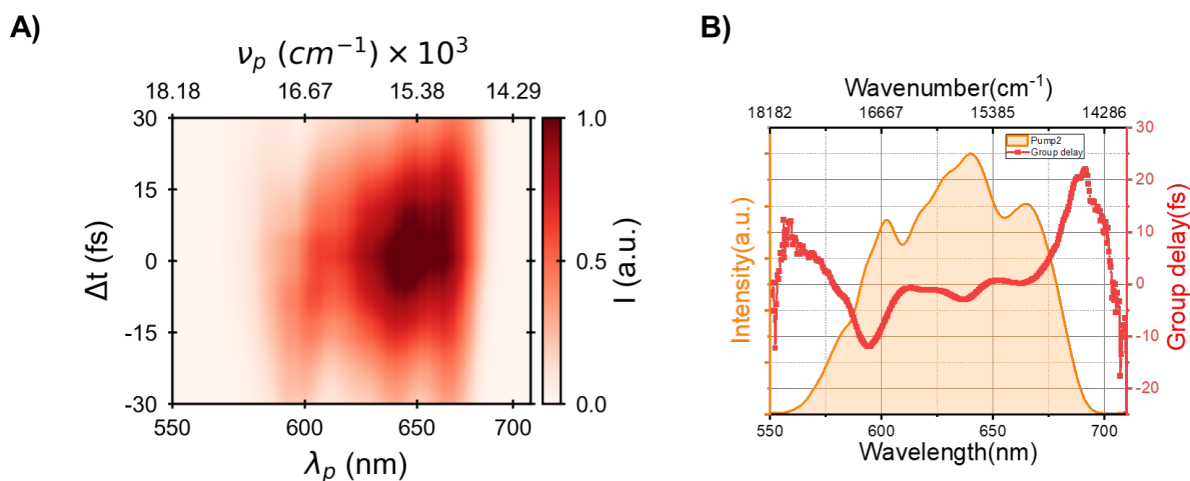 A)
ν_p (cm⁻¹) × 10³
18.18 16.67 15.38 14.29
30
15
0
-15
-30
Δt (fs)
550 600 650 700
λ_p (nm)
1.0
0.5
0.0
I (a.u.)
B)
Wavenumber(cm⁻¹)
18182 16667 15385 14286
Pump2
Group delay
Intensity(a.u.)
30
20
10
0
-10
-20
Group delay(fs)
550 600 650 700
Wavelength(nm)